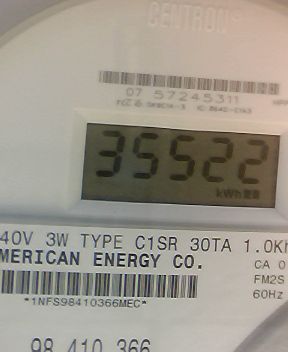 CENTRON®
07 57245311
35522
kWh
40V 3W TYPE C1SR 30TA 1.0Kh
MERICAN ENERGY CO.
CA 0
FM2S
60Hz
*1NFS98410366MEC*
98 410 366